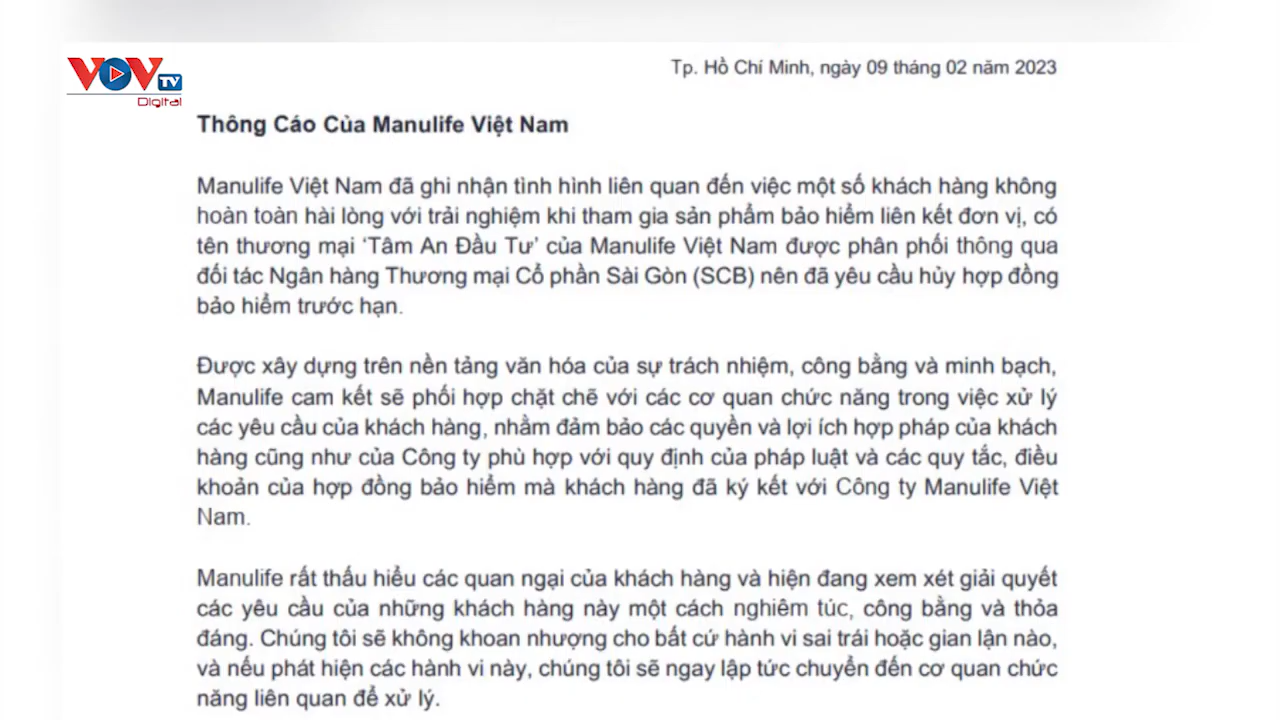 VOV TV
Digital
Tp. Hồ Chí Minh, ngày 09 tháng 02 năm 2023
Thông Cáo Của Manulife Việt Nam
Manulife Việt Nam đã ghi nhận tình hình liên quan đến việc một số khách hàng không
hoàn toàn hài lòng với trải nghiệm khi tham gia sản phẩm bảo hiểm liên kết đơn vị, có
tên thương mại ‘Tâm An Đầu Tư’ của Manulife Việt Nam được phân phối thông qua
đối tác Ngân hàng Thương mại Cổ phần Sài Gòn (SCB) nên đã yêu cầu hủy hợp đồng
bảo hiểm trước hạn.
Được xây dựng trên nền tảng văn hóa của sự trách nhiệm, công bằng và minh bạch,
Manulife cam kết sẽ phối hợp chặt chẽ với các cơ quan chức năng trong việc xử lý
các yêu cầu của khách hàng, nhằm đảm bảo các quyền và lợi ích hợp pháp của khách
hàng cũng như của Công ty phù hợp với quy định của pháp luật và các quy tắc, điều
khoản của hợp đồng bảo hiểm mà khách hàng đã ký kết với Công ty Manulife Việt
Nam.
Manulife rất thấu hiểu các quan ngại của khách hàng và hiện đang xem xét giải quyết
các yêu cầu của những khách hàng này một cách nghiêm túc, công bằng và thỏa
đáng. Chúng tôi sẽ không khoan nhượng cho bất cứ hành vi sai trái hoặc gian lận nào,
và nếu phát hiện các hành vi này, chúng tôi sẽ ngay lập tức chuyển đến cơ quan chức
năng liên quan để xử lý.